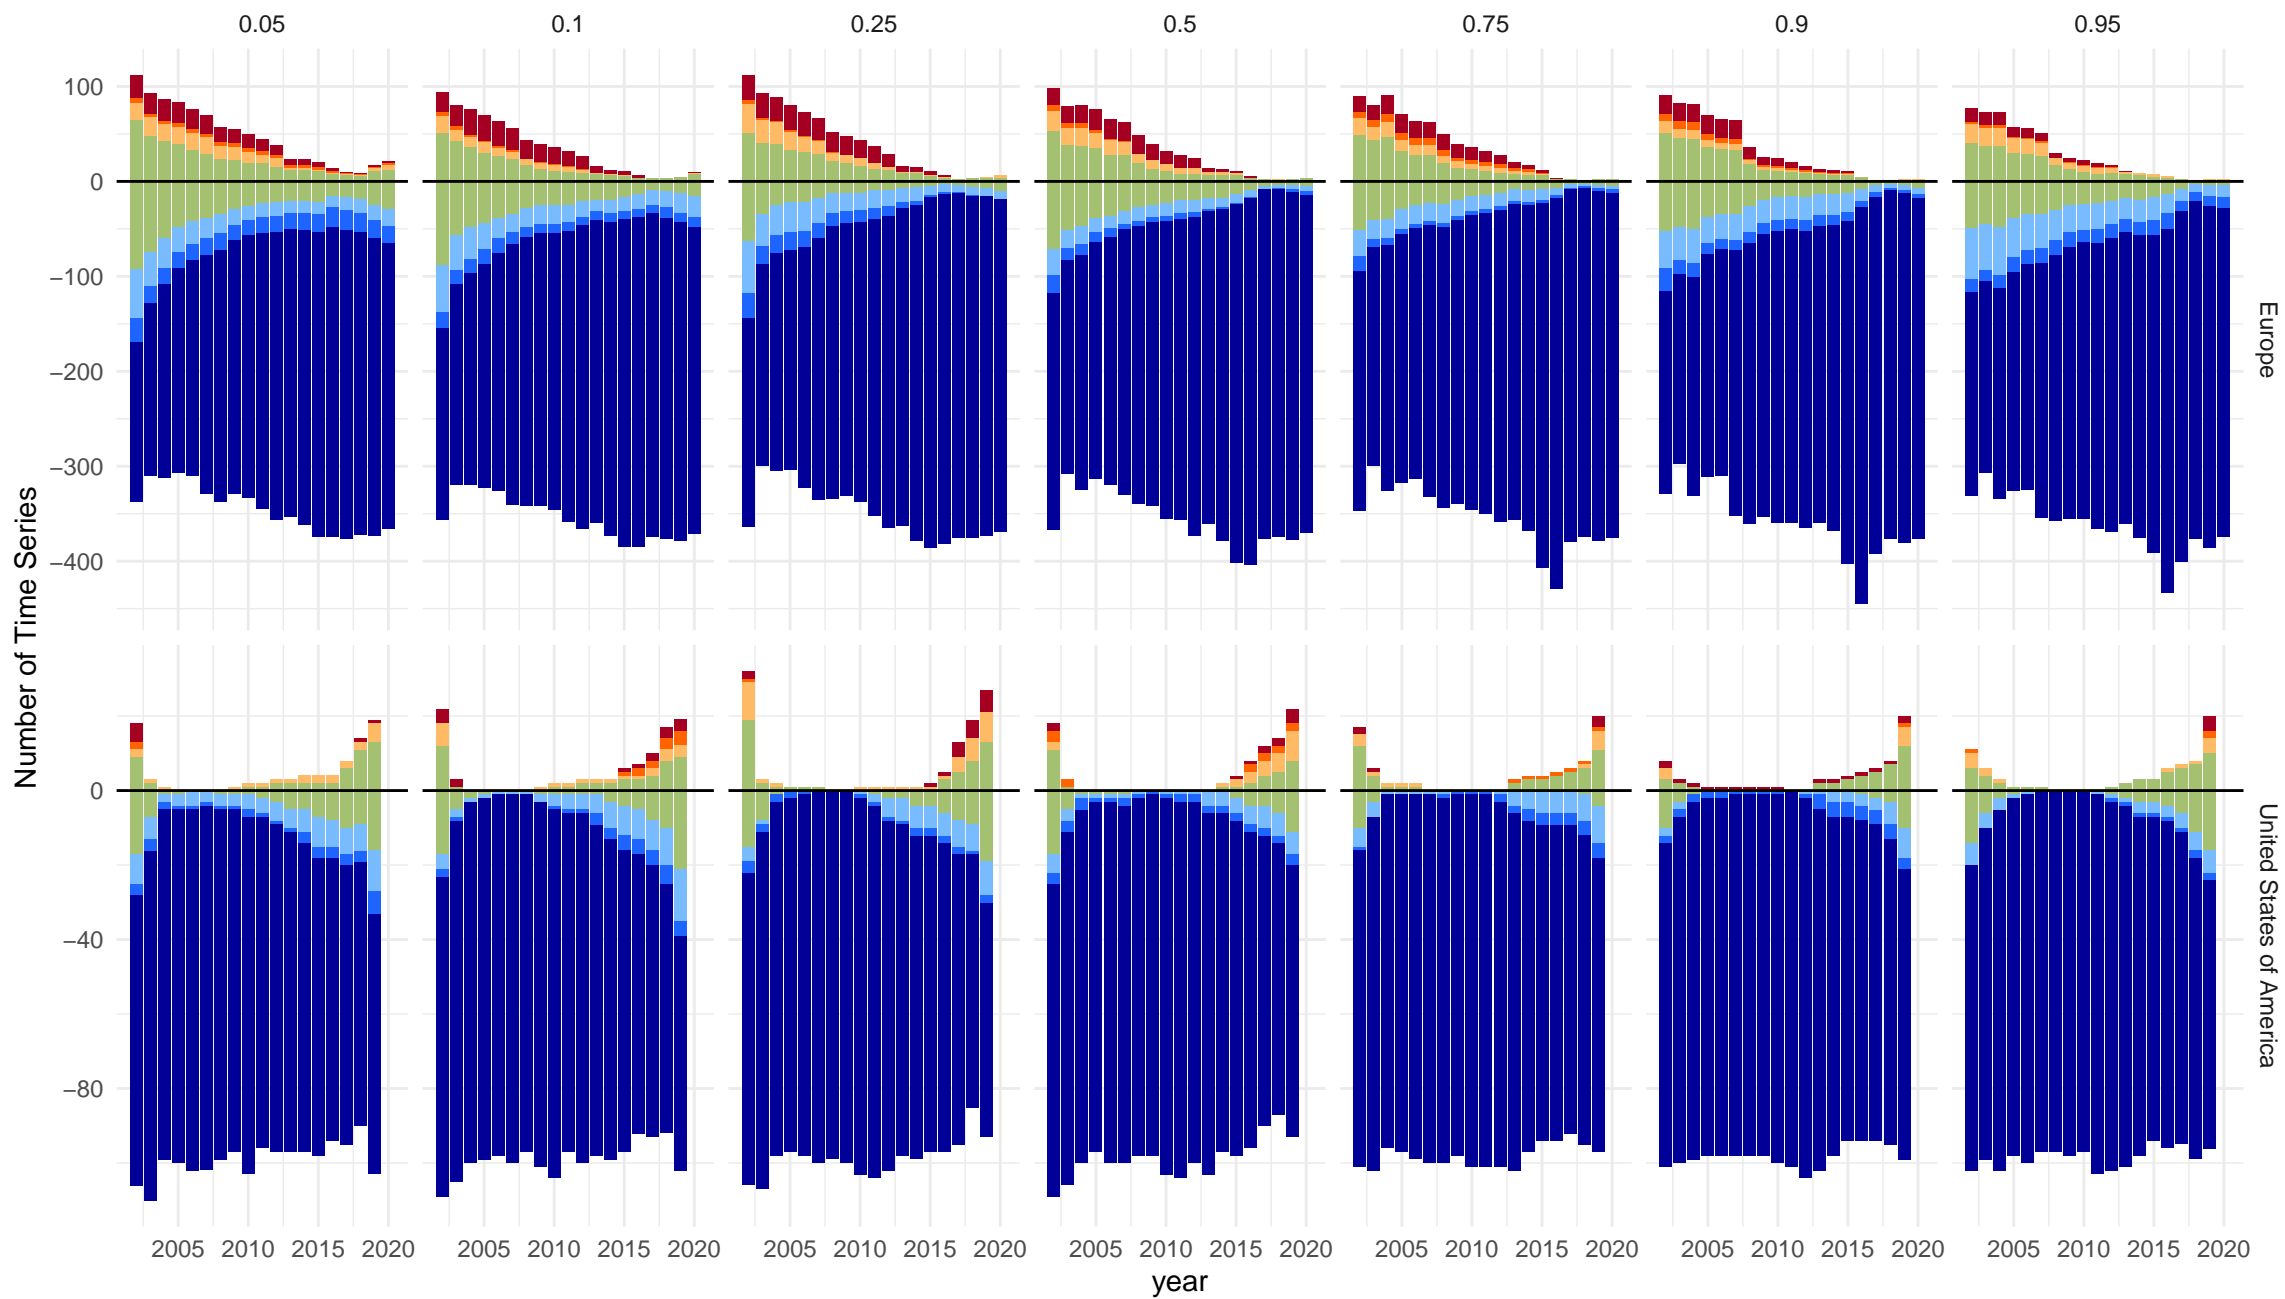 0.05 0.1 0.25 0.5 0.75 0.9 0.95
100
0
−100
−200
−300
−400
Europe
Number of Time Series
0
−40
−80
United States of America
2005 2010 2015 2020 2005 2010 2015 2020 2005 2010 2015 2020 2005 2010 2015 2020 2005 2010 2015 2020 2005 2010 2015 2020 2005 2010 2015 2020
year